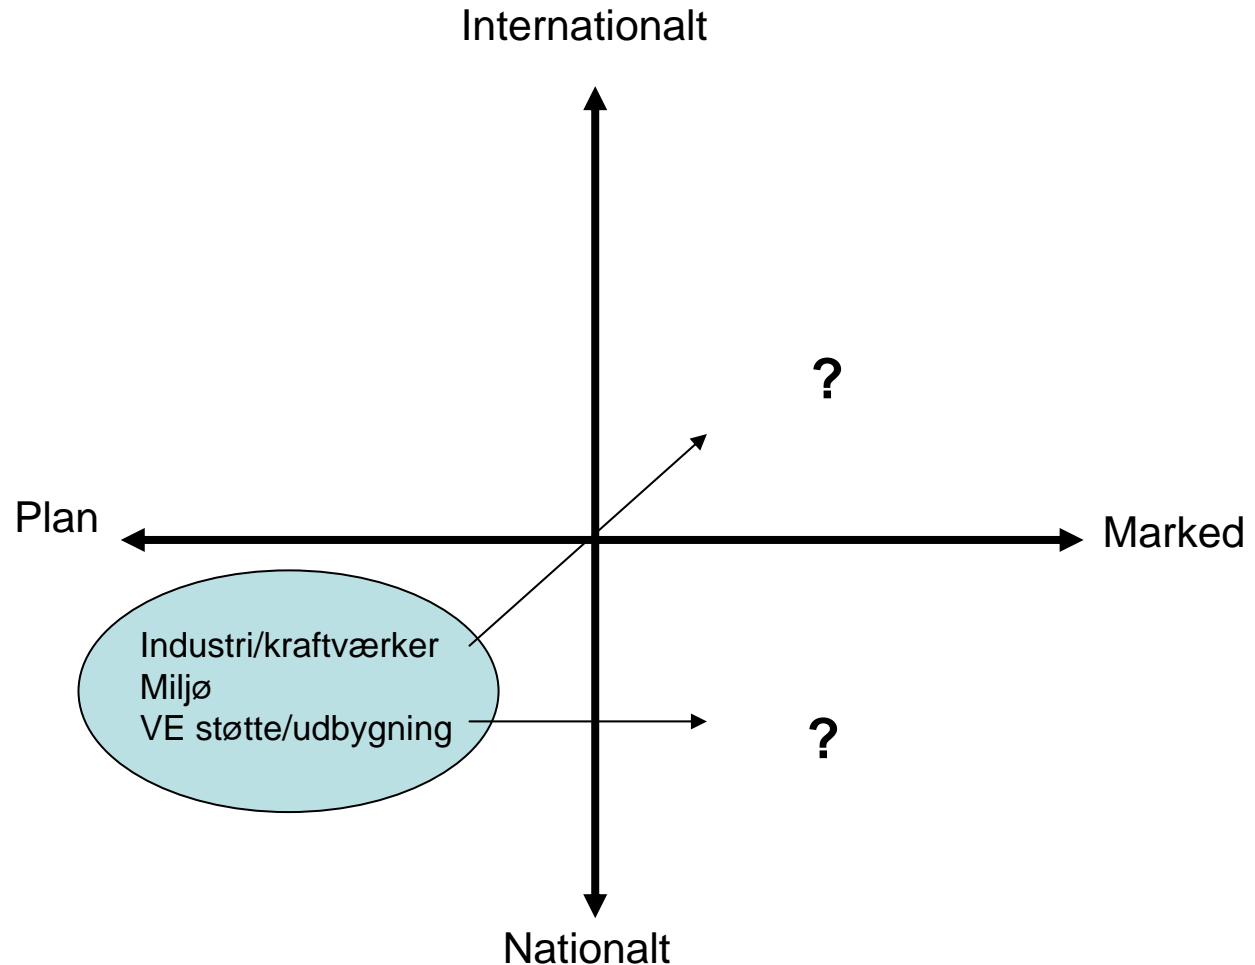 Internationalt
?
Plan
Marked
Industri/kraftværker
Miljø
VE støtte/udbygning
?
Nationalt